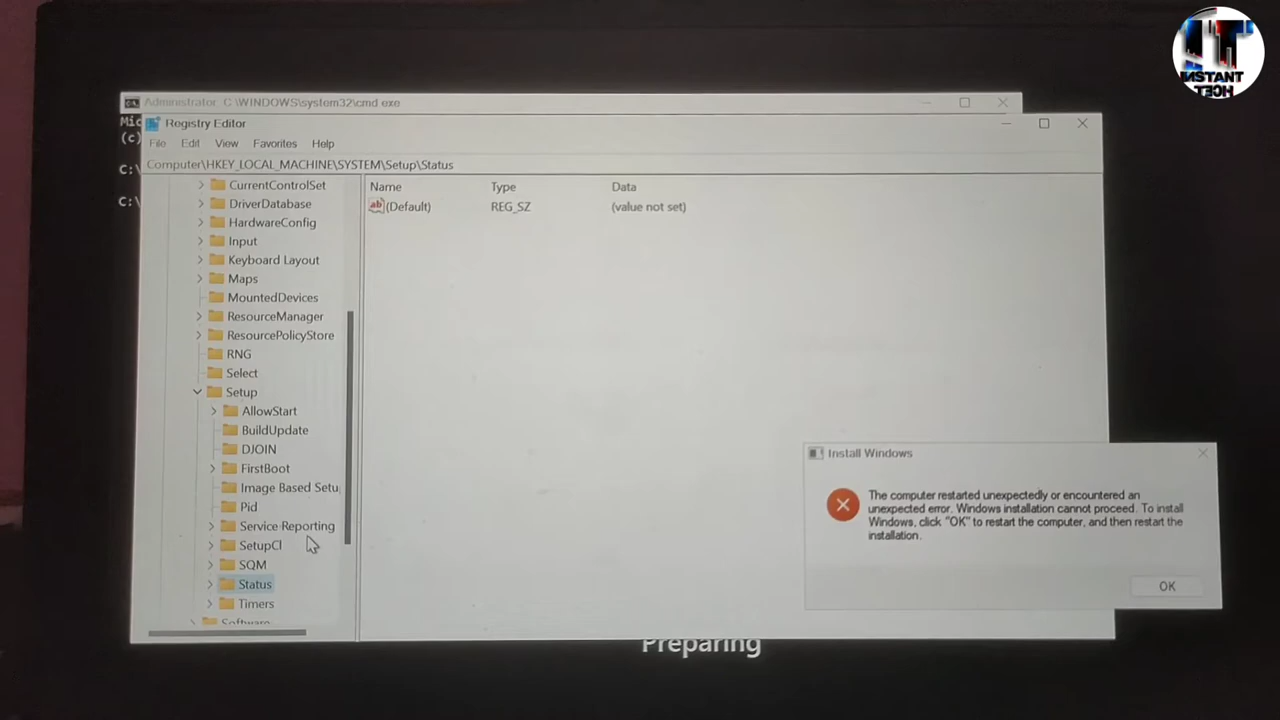 INSTANT
Administrator: C:\WINDOWS\system32\cmd.exe
Mic
(c)
C:\
C:\
Registry Editor
File Edit View Favorites Help
Computer\HKEY_LOCAL_MACHINE\SYSTEM\Setup\Status
CurrentControlSet
DriverDatabase
HardwareConfig
Input
Keyboard Layout
Maps
MountedDevices
ResourceManager
ResourcePolicyStore
RNG
Select
Setup
AllowStart
BuildUpdate
DJOIN
FirstBoot
Image Based Setu
Pid
Service Reporting
SetupCl
SQM
Status
Timers
Software
Name Type Data
ab (Default) REG_SZ (value not set)
Install Windows
The computer restarted unexpectedly or encountered an
unexpected error. Windows installation cannot proceed. To install
Windows, click "OK" to restart the computer, and then restart the
installation.
OK
Preparing